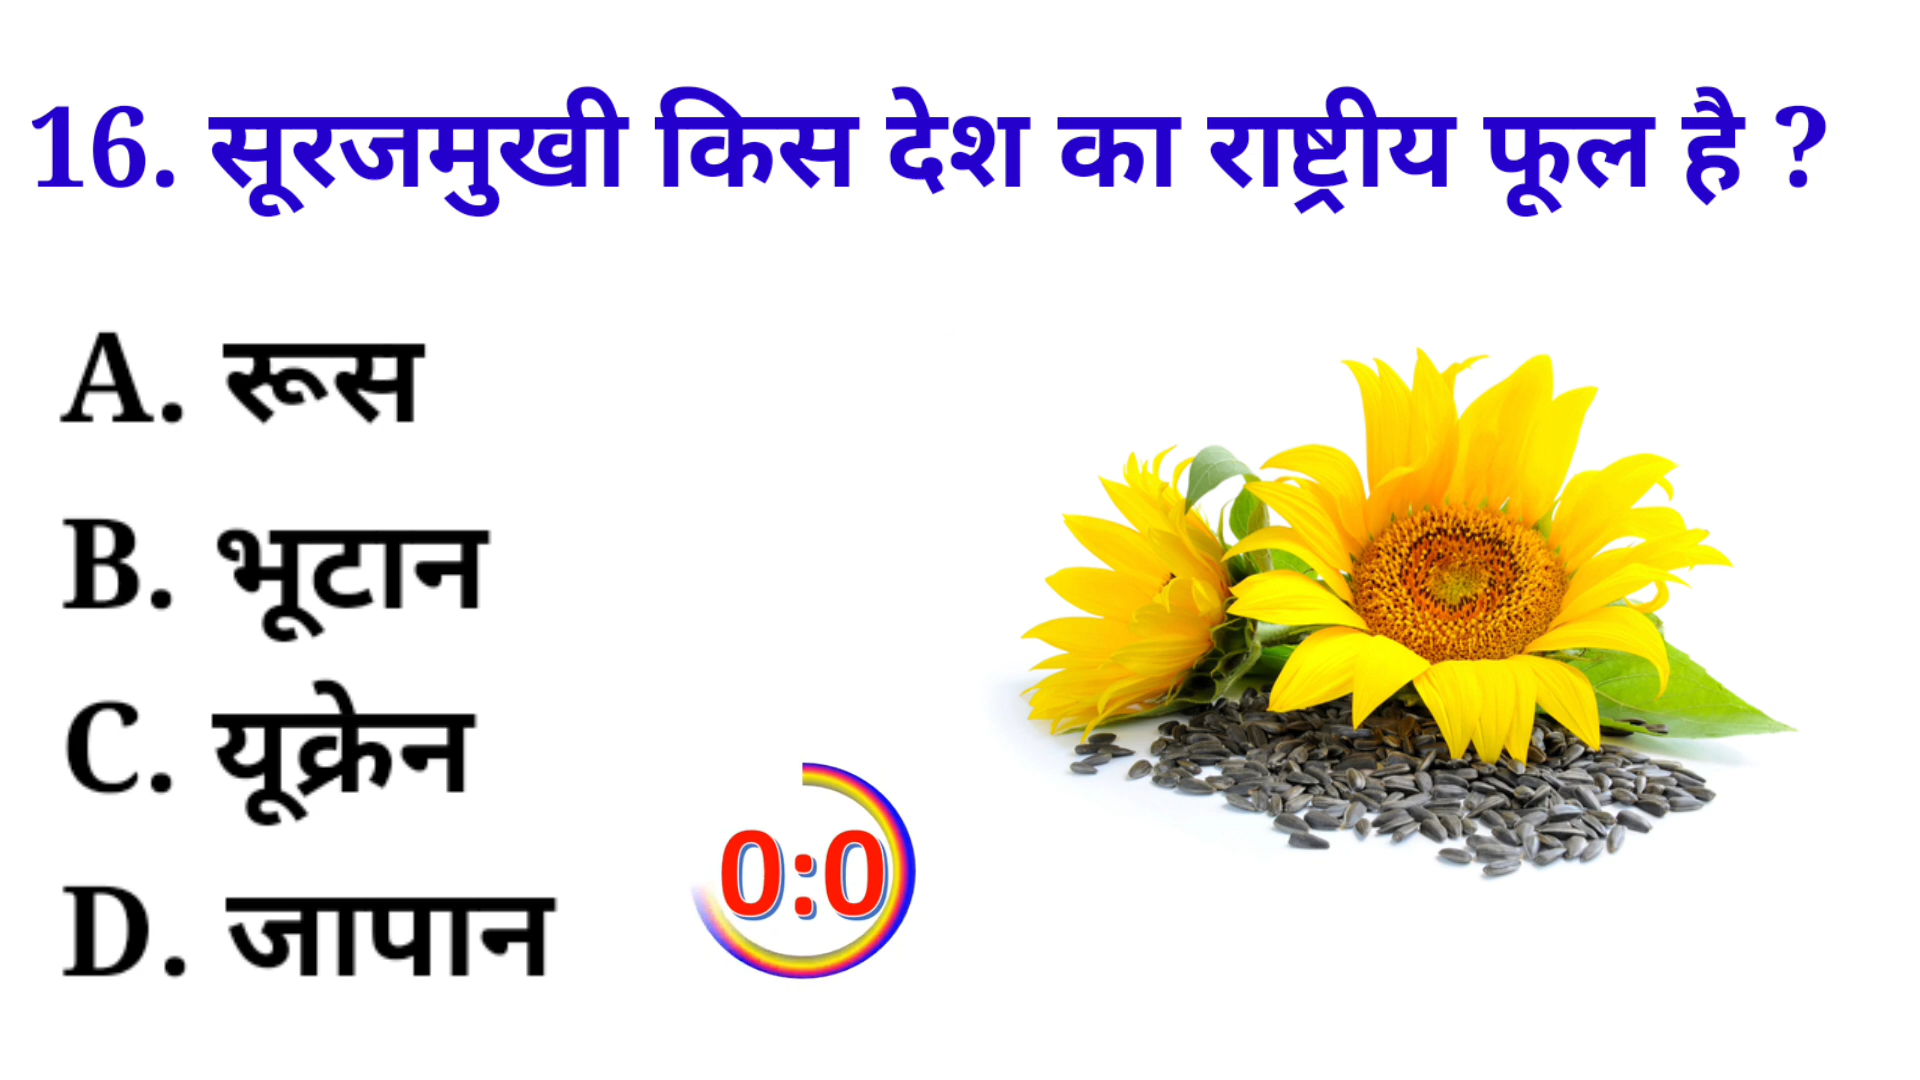 16. सूरजमुखी किस देश का राष्ट्रीय फूल है ?
A. रूस
B. भूटान
C. यूक्रेन
D. जापान
0:0